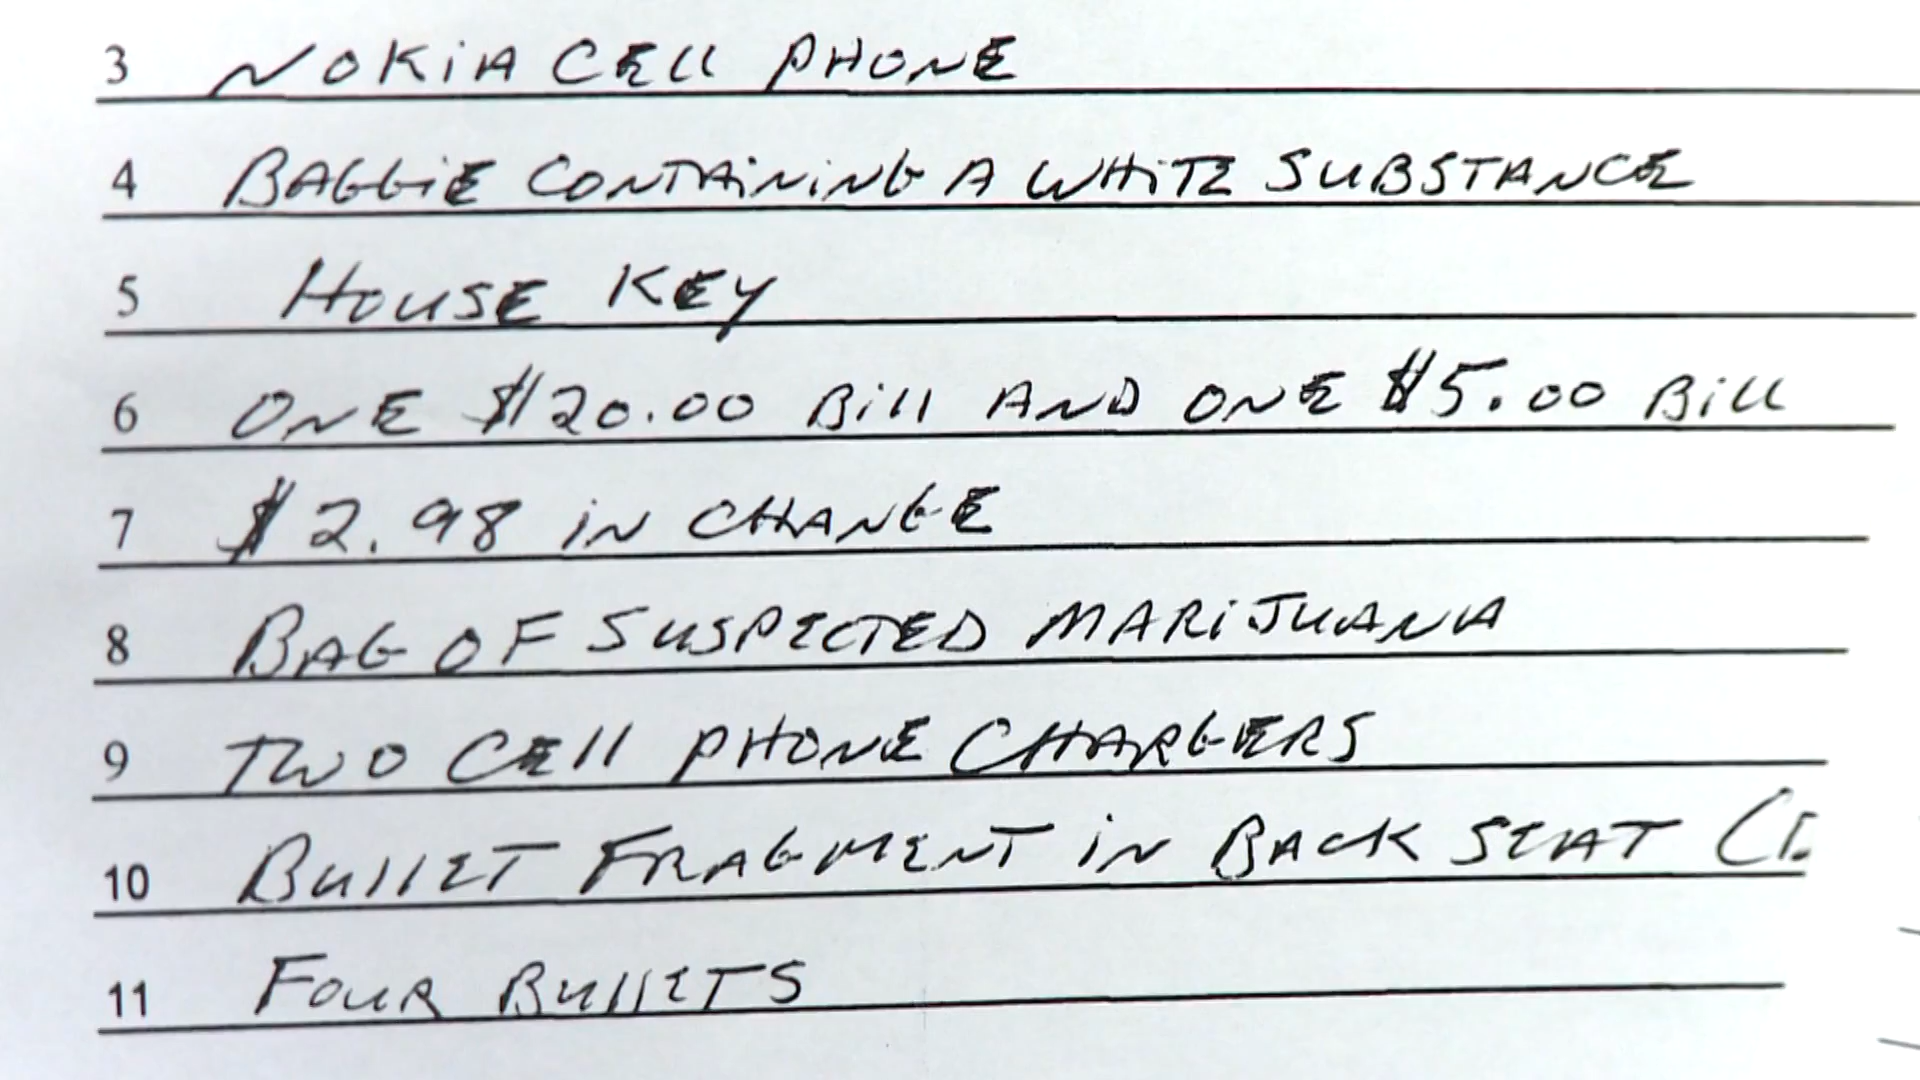 3 NOKiA CELL PHONE
4 BAGGiE CONTAiNiNG A WHiTE SUBSTANCE
5 HOUSE KEY
6 ONE $20.00 BiLL AND ONE $5.00 BiLL
7 $2.98 iN CHANGE
8 BAG OF SUSPECTED MARiJUANA
9 TWO CELL PHONE CHARGERS
10 BULLET FRAGMENT iN BACK SEAT
11 FOUR BULLETS